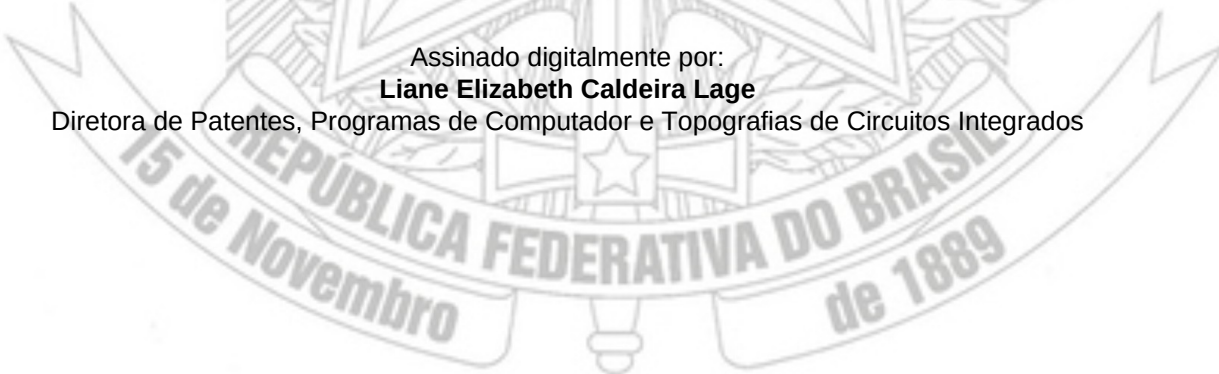 Assinado digitalmente por:
Liane Elizabeth Caldeira Lage
Diretora de Patentes, Programas de Computador e Topografias de Circuitos Integrados
REPÚBLICA FEDERATIVA DO BRASIL
15 de Novembro
de 1889